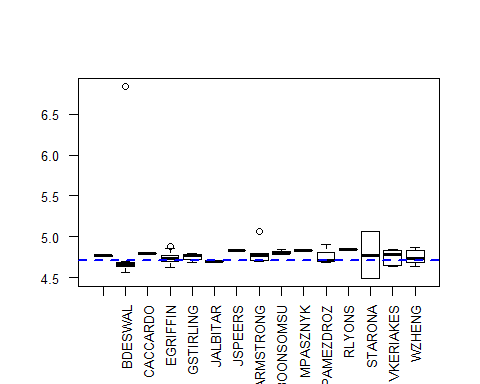 6.5
6.0
5.5
5.0
4.5
BDESWAL
CACCARDO
EGRIFFIN
GSTIRLING
JALBITAR
JSPEERS
ARMSTRONG
BOONSOMSU
MPASZNYK
PAMEZDROZ
RLYONS
STARONA
VKERIAKES
WZHENG